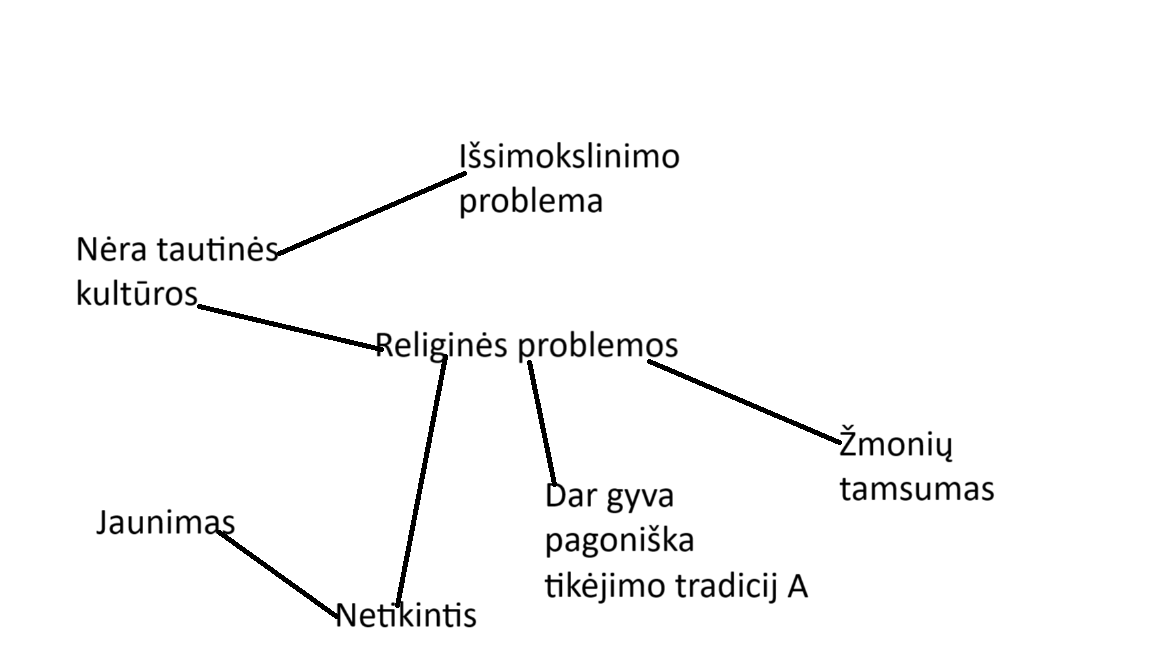 Išsimokslinimo
problema
Nėra tautinės
kultūros
Religinės problemos
Žmonių
tamsumas
Dar gyva
pagoniška
tikėjimo tradicij A
Jaunimas
Netikintis